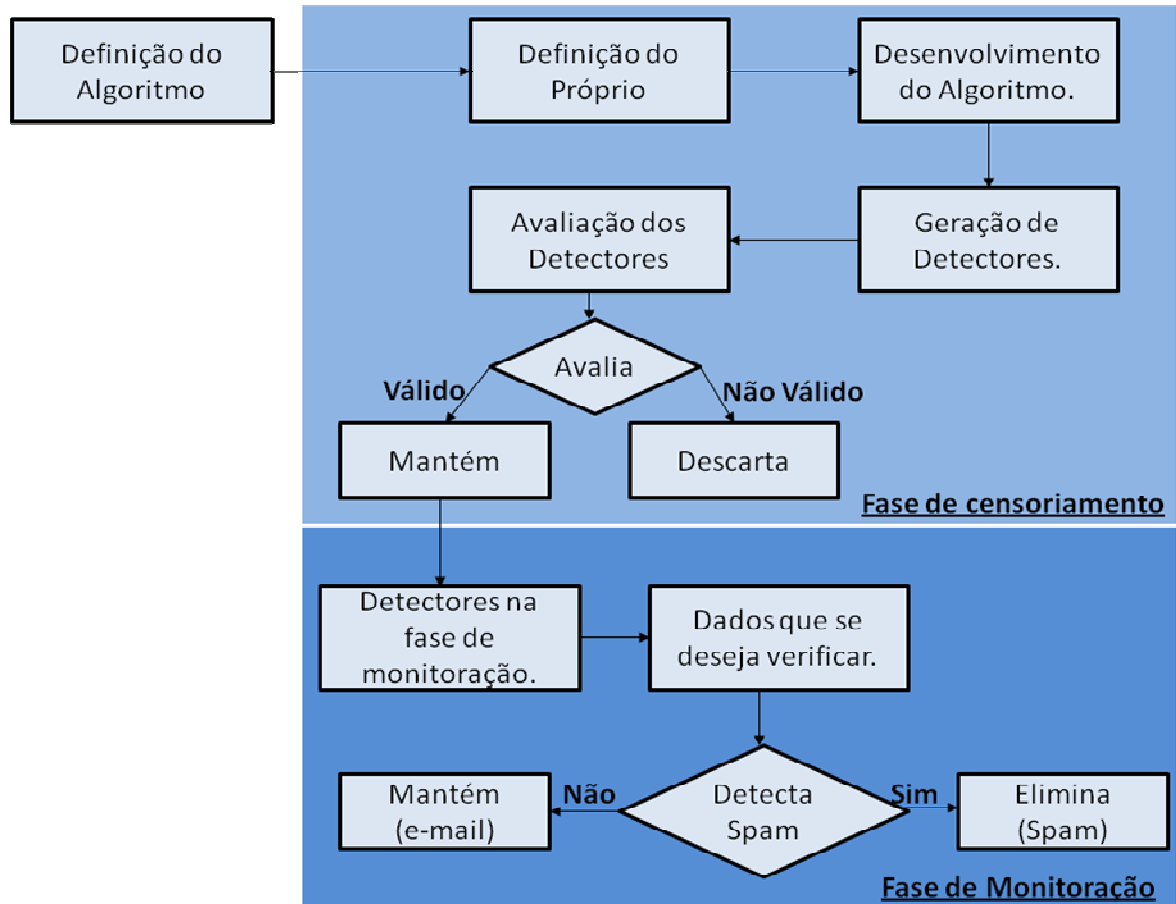 Definição do
Algoritmo
Definição do
Próprio
Desenvolvimento
do Algoritmo.
Avaliação dos
Detectores
Geração de
Detectores.
Avalia
Válido
Não Válido
Mantém
Descarta
Fase de censoriamento
Detectores na
fase de
monitoração.
Dados que se
deseja verificar.
Mantém
(e-mail)
Não
Detecta
Spam
Sim
Elimina
(Spam)
Fase de Monitoração